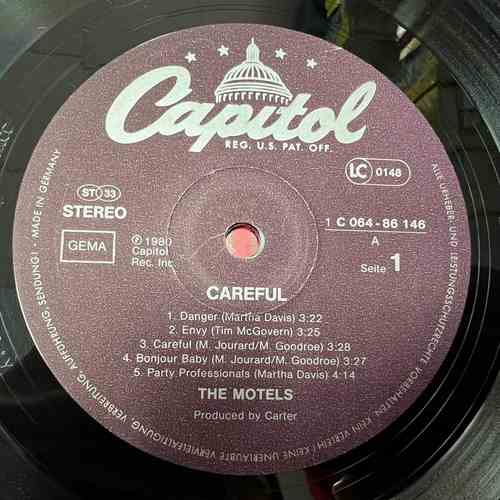 Capitol
REG. U.S. PAT. OFF.
LC 0148
ST 33
STEREO
GEMA
℗ 1980
Capitol
Rec. Inc.
1 C 064-86 146
A
Seite 1
CAREFUL
1. Danger (Martha Davis) 3:22
2. Envy (Tim McGovern) 3:25
3. Careful (M. Jourard/M. Goodroe) 3:28
4. Bonjour Baby (M. Jourard/M. Goodroe) 3:27
5. Party Professionals (Martha Davis) 4:14
THE MOTELS
Produced by Carter
ALLE URHEBER- UND LEISTUNGSSCHUTZRECHTE VORBEHALTEN. KEIN VERLEIH! KEINE UNERLAUBTE VERVIELFÄLTIGUNG, VERBREITUNG, AUFFÜHRUNG, SENDUNG! · MADE IN GERMANY